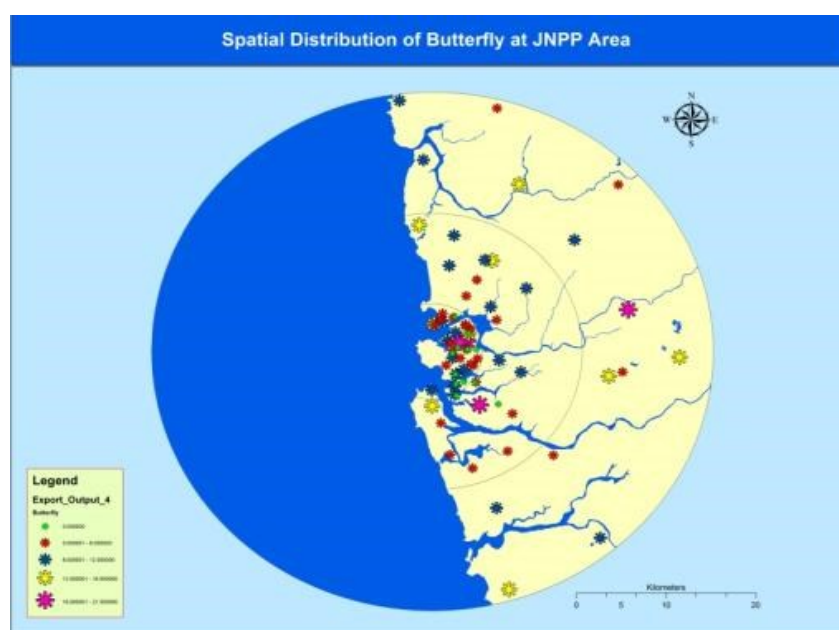 Spatial Distribution of Butterfly at JNPP Area
N
W E
S
Legend
Export_Output_4
Butterfly
Kilometers
0 5 10 20